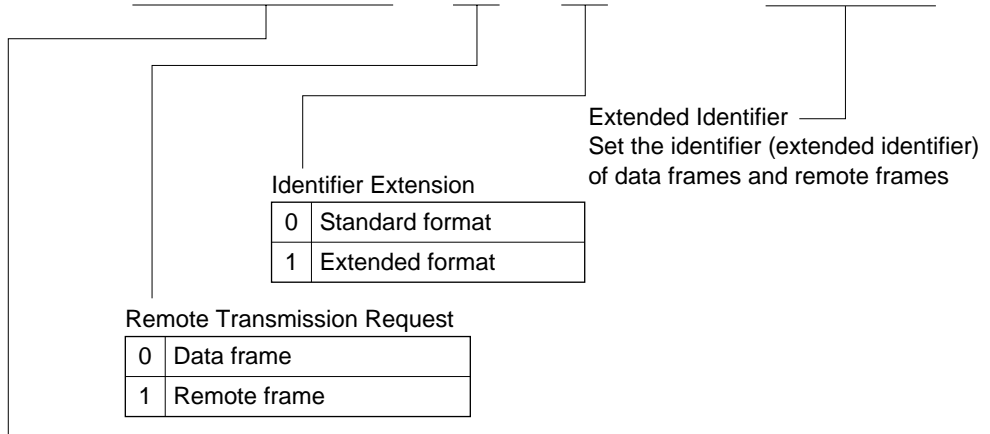 Extended Identifier
Set the identifier (extended identifier)
of data frames and remote frames
Identifier Extension
0 Standard format
1 Extended format
Remote Transmission Request
0 Data frame
1 Remote frame